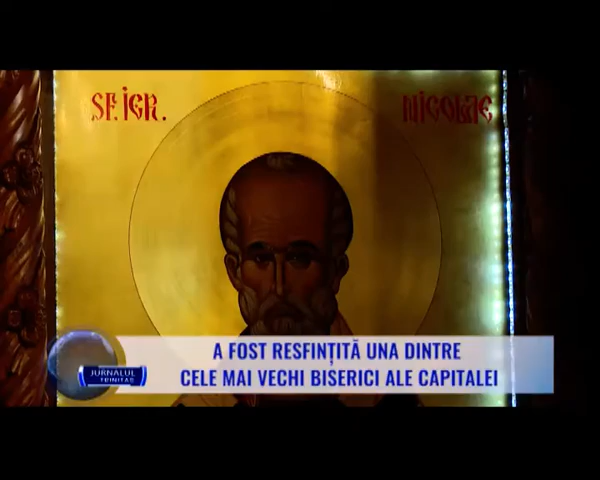 SF. IER. NICOLAE
A FOST RESFINȚITĂ UNA DINTRE
CELE MAI VECHI BISERICI ALE CAPITALEI
JURNALUL
TRINITAS